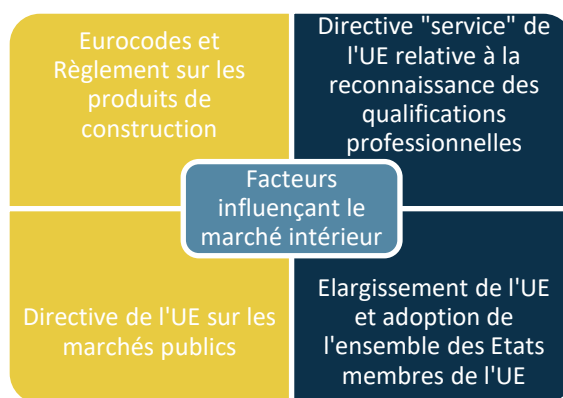 Eurocodes et
Règlement sur les
produits de
construction
Directive "service" de
l'UE relative à la
reconnaissance des
qualifications
professionnelles
Facteurs
influençant le
marché intérieur
Directive de l'UE sur les
marchés publics
Elargissement de l'UE
et adoption de
l'ensemble des Etats
membres de l'UE